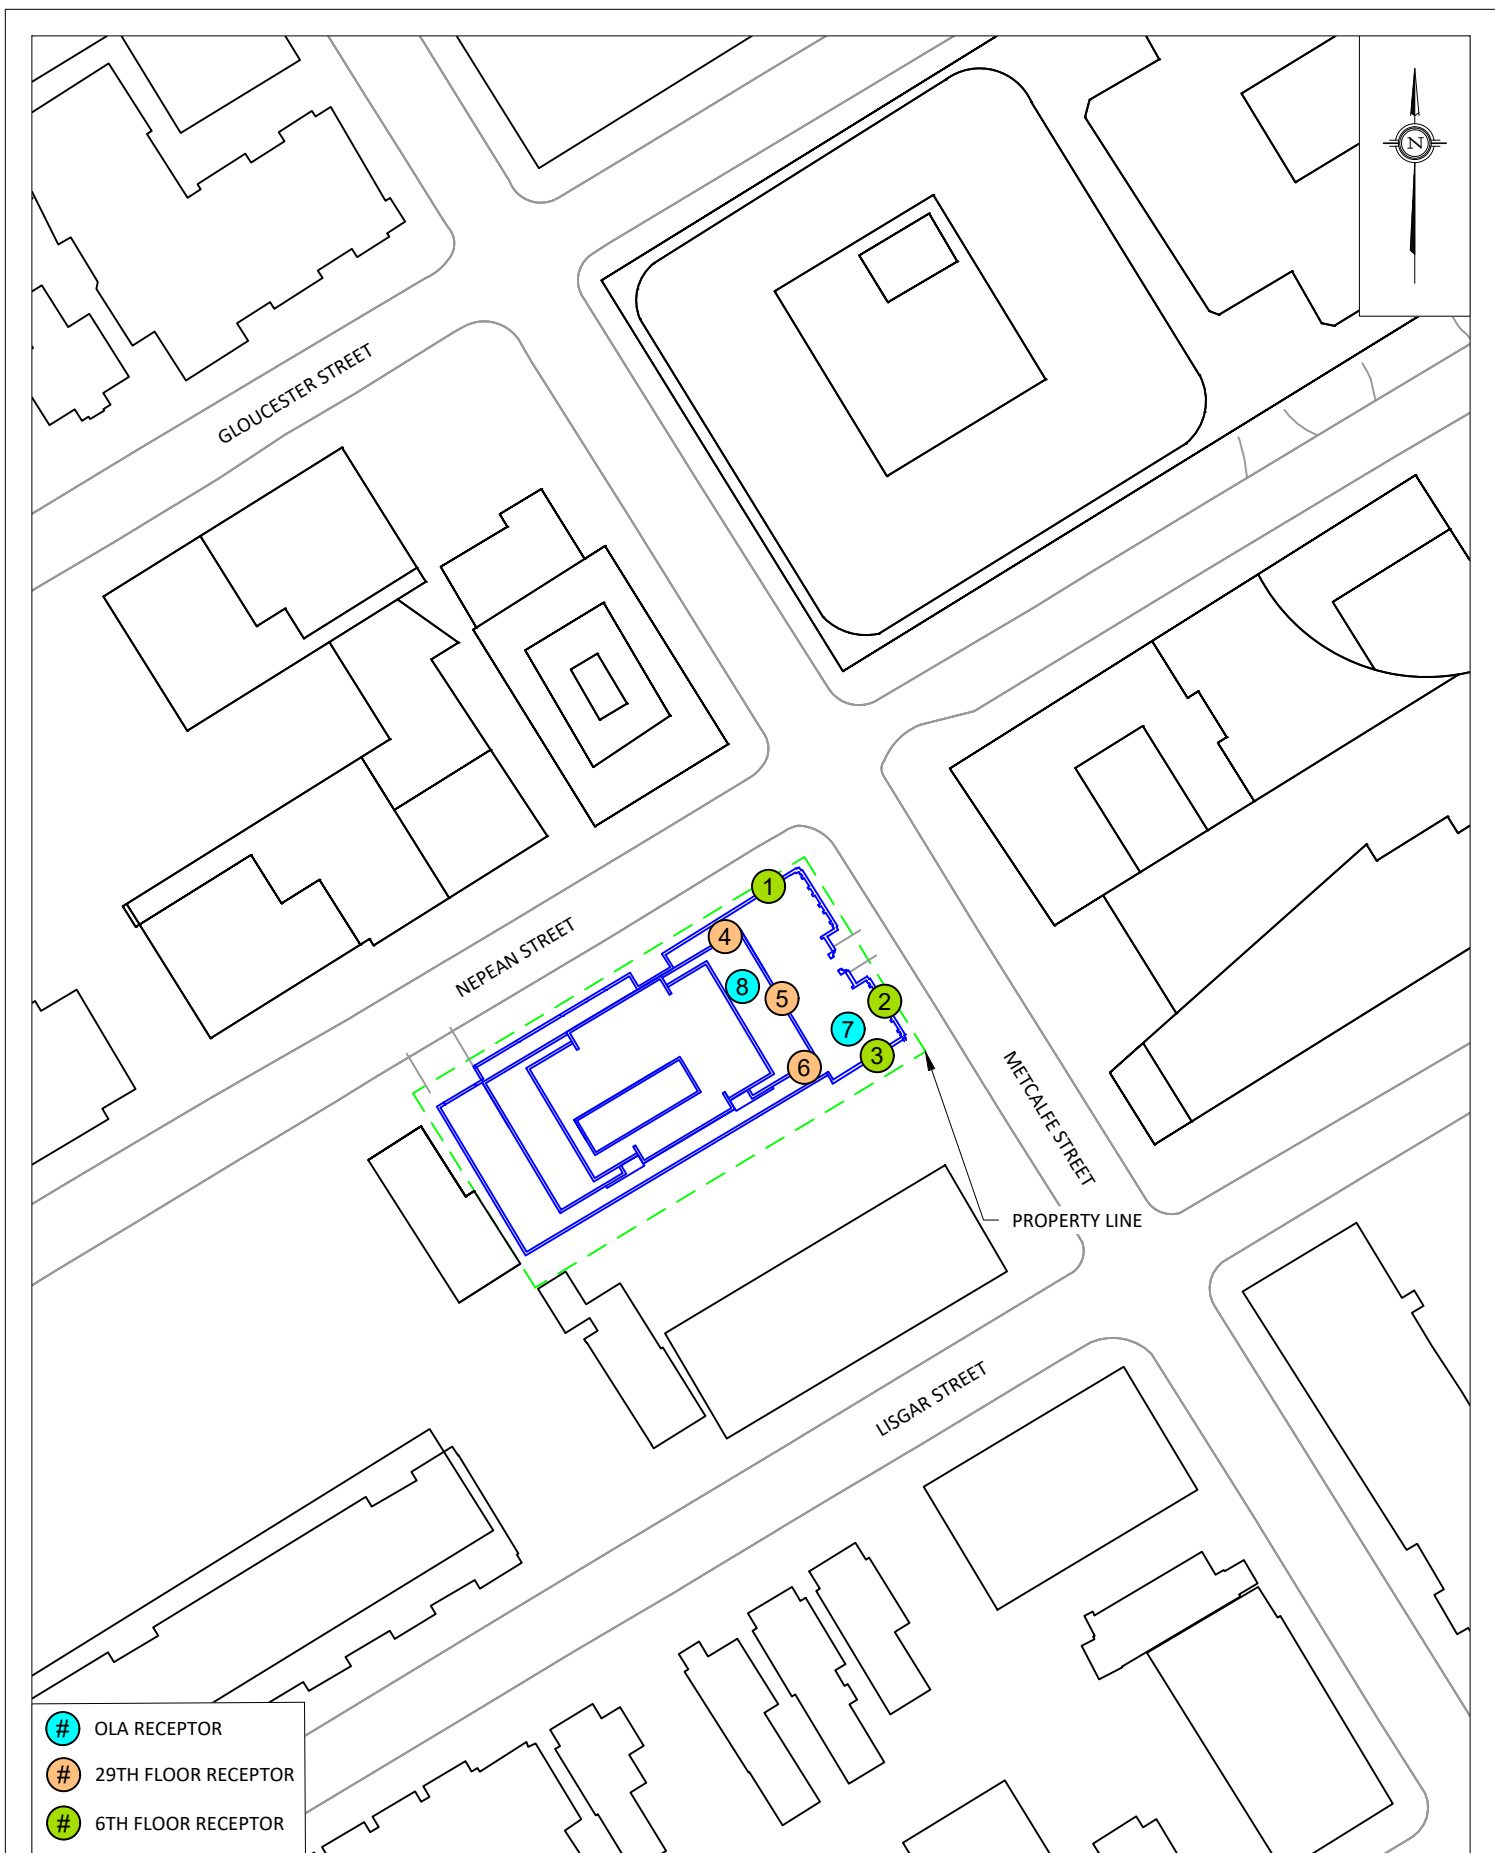 N
GLOUCESTER STREET
NEPEAN STREET
1
4
8
5
2
7
3
6
METCALFE STREET
PROPERTY LINE
LISGAR STREET
# OLA RECEPTOR
# 29TH FLOOR RECEPTOR
# 6TH FLOOR RECEPTOR